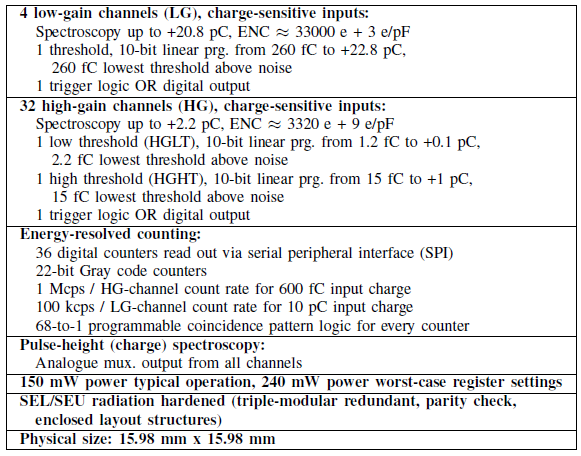 4 low-gain channels (LG), charge-sensitive inputs:
Spectroscopy up to +20.8 pC, ENC ≈ 33000 e + 3 e/pF
1 threshold, 10-bit linear prg. from 260 fC to +22.8 pC,
260 fC lowest threshold above noise
1 trigger logic OR digital output
32 high-gain channels (HG), charge-sensitive inputs:
Spectroscopy up to +2.2 pC, ENC ≈ 3320 e + 9 e/pF
1 low threshold (HGLT), 10-bit linear prg. from 1.2 fC to +0.1 pC,
2.2 fC lowest threshold above noise
1 high threshold (HGHT), 10-bit linear prg. from 15 fC to +1 pC,
15 fC lowest threshold above noise
1 trigger logic OR digital output
Energy-resolved counting:
36 digital counters read out via serial peripheral interface (SPI)
22-bit Gray code counters
1 Mcps / HG-channel count rate for 600 fC input charge
100 kcps / LG-channel count rate for 10 pC input charge
68-to-1 programmable coincidence pattern logic for every counter
Pulse-height (charge) spectroscopy:
Analogue mux. output from all channels
150 mW power typical operation, 240 mW power worst-case register settings
SEL/SEU radiation hardened (triple-modular redundant, parity check,
enclosed layout structures)
Physical size: 15.98 mm x 15.98 mm